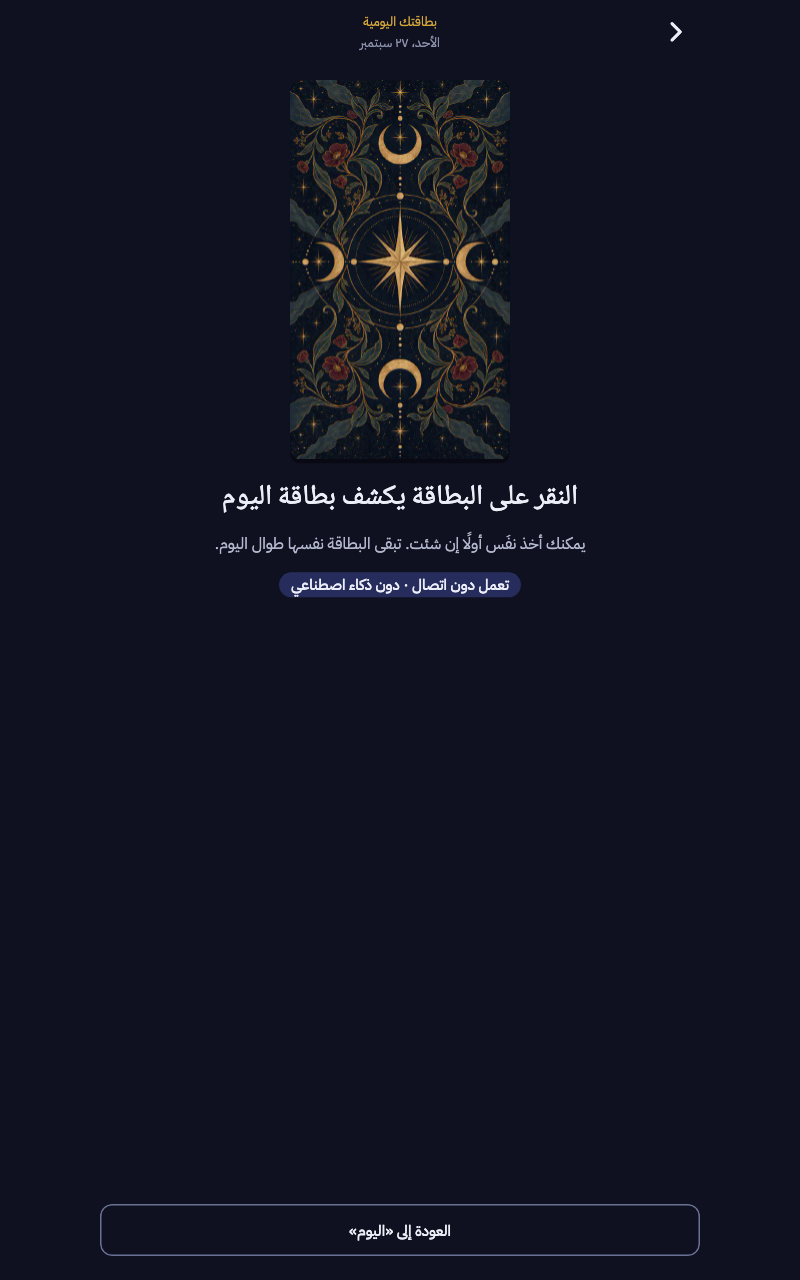 بطاقتك اليومية
الأحد، ٢٧ سبتمبر
النقر على البطاقة يكشف بطاقة اليوم
يمكنك أخذ نفَس أولًا إن شئت. تبقى البطاقة نفسها طوال اليوم.
تعمل دون اتصال · دون ذكاء اصطناعي
العودة إلى «اليوم»